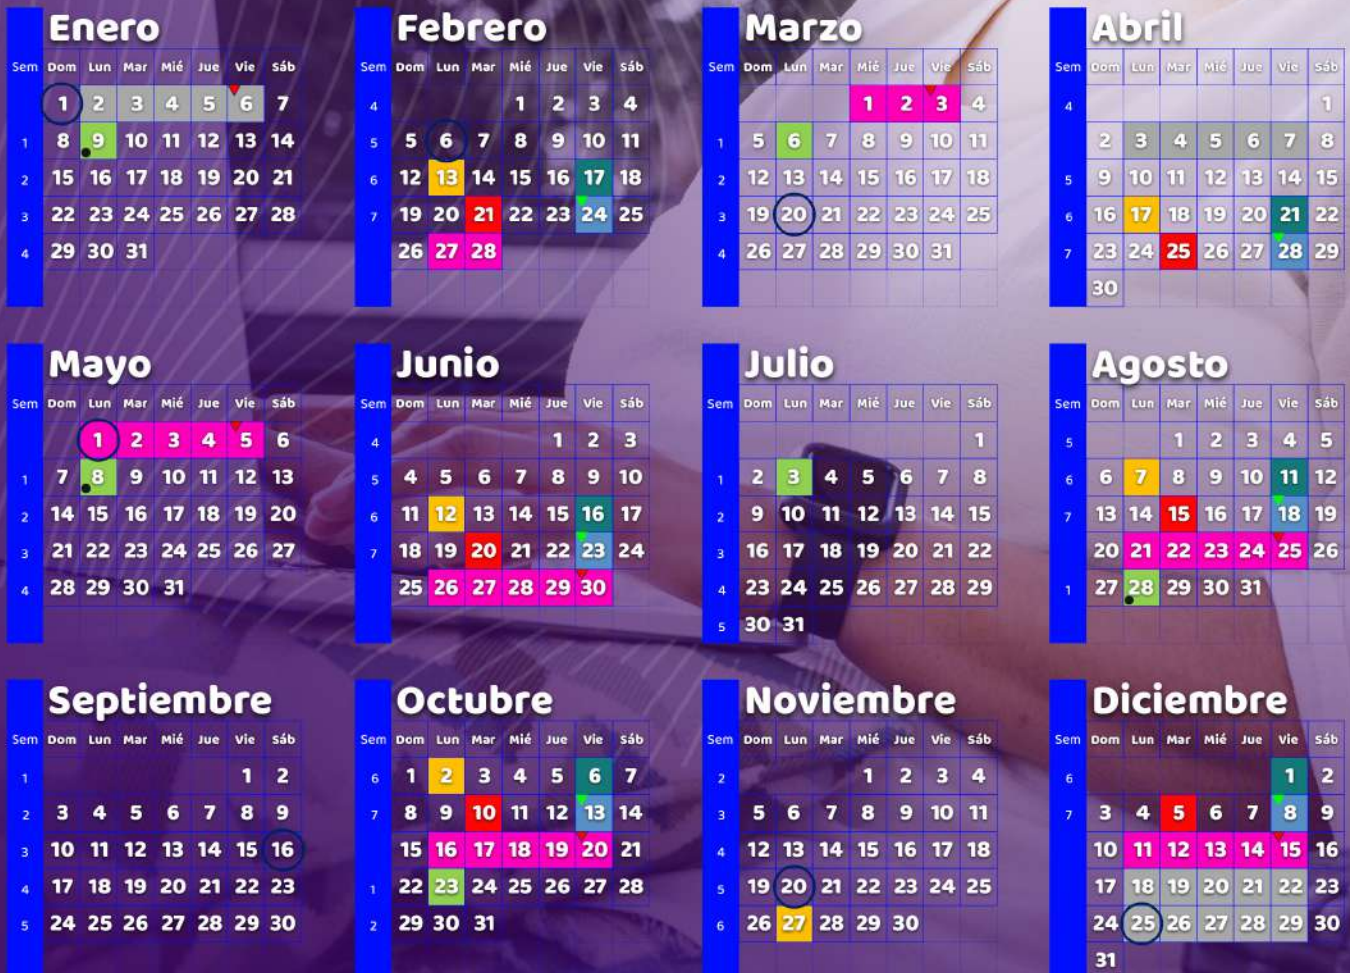 Enero
Sem Dom Lun Mar Mié Jue Vie Sáb
1 2 3 4 5 6 7
1 8 9 10 11 12 13 14
2 15 16 17 18 19 20 21
3 22 23 24 25 26 27 28
4 29 30 31
Febrero
Sem Dom Lun Mar Mié Jue Vie Sáb
4 1 2 3 4
5 5 6 7 8 9 10 11
6 12 13 14 15 16 17 18
7 19 20 21 22 23 24 25
26 27 28
Marzo
Sem Dom Lun Mar Mié Jue Vie Sáb
1 2 3 4
1 5 6 7 8 9 10 11
2 12 13 14 15 16 17 18
3 19 20 21 22 23 24 25
4 26 27 28 29 30 31
Abril
Sem Dom Lun Mar Mié Jue Vie Sáb
4 1
2 3 4 5 6 7 8
5 9 10 11 12 13 14 15
6 16 17 18 19 20 21 22
7 23 24 25 26 27 28 29
30
Mayo
Sem Dom Lun Mar Mié Jue Vie Sáb
1 2 3 4 5 6
1 7 8 9 10 11 12 13
2 14 15 16 17 18 19 20
3 21 22 23 24 25 26 27
4 28 29 30 31
Junio
Sem Dom Lun Mar Mié Jue Vie Sáb
4 1 2 3
5 4 5 6 7 8 9 10
6 11 12 13 14 15 16 17
7 18 19 20 21 22 23 24
25 26 27 28 29 30
Julio
Sem Dom Lun Mar Mié Jue Vie Sáb
1
1 2 3 4 5 6 7 8
2 9 10 11 12 13 14 15
3 16 17 18 19 20 21 22
4 23 24 25 26 27 28 29
5 30 31
Agosto
Sem Dom Lun Mar Mié Jue Vie Sáb
5 1 2 3 4 5
6 6 7 8 9 10 11 12
7 13 14 15 16 17 18 19
20 21 22 23 24 25 26
1 27 28 29 30 31
Septiembre
Sem Dom Lun Mar Mié Jue Vie Sáb
1 1 2
2 3 4 5 6 7 8 9
3 10 11 12 13 14 15 16
4 17 18 19 20 21 22 23
5 24 25 26 27 28 29 30
Octubre
Sem Dom Lun Mar Mié Jue Vie Sáb
6 1 2 3 4 5 6 7
7 8 9 10 11 12 13 14
15 16 17 18 19 20 21
1 22 23 24 25 26 27 28
2 29 30 31
Noviembre
Sem Dom Lun Mar Mié Jue Vie Sáb
2 1 2 3 4
3 5 6 7 8 9 10 11
4 12 13 14 15 16 17 18
5 19 20 21 22 23 24 25
6 26 27 28 29 30
Diciembre
Sem Dom Lun Mar Mié Jue Vie Sáb
6 1 2
7 3 4 5 6 7 8 9
10 11 12 13 14 15 16
17 18 19 20 21 22 23
24 25 26 27 28 29 30
31